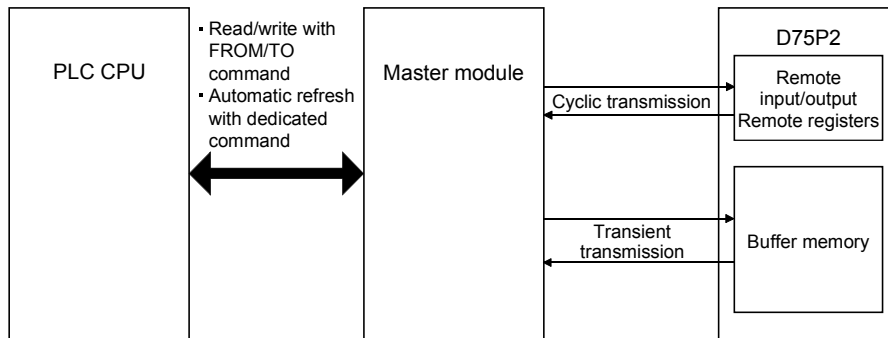 PLC CPU
· Read/write with
FROM/TO
command
· Automatic refresh
with dedicated
command
Master module
Cyclic transmission
Transient
transmission
D75P2
Remote
input/output
Remote registers
Buffer memory